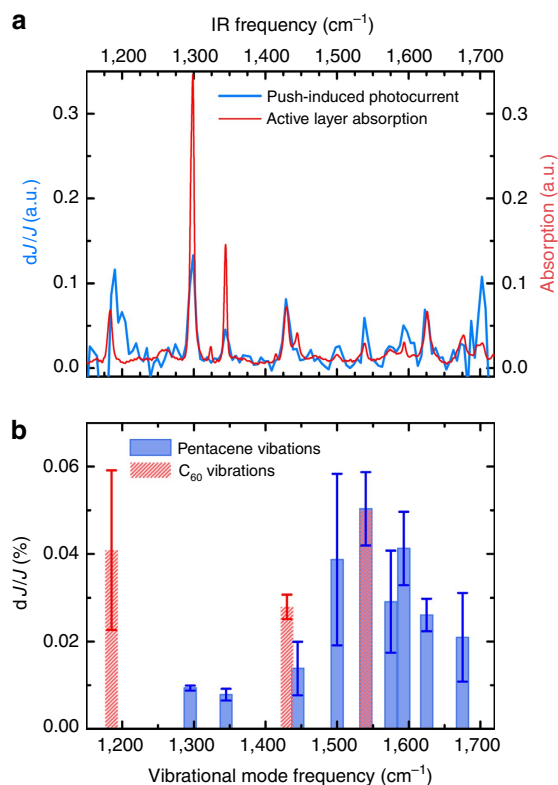 a
IR frequency (cm⁻¹)
1,200 1,300 1,400 1,500 1,600 1,700
Push-induced photocurrent
Active layer absorption
0.3 0.3
0.2 0.2
0.1 0.1
0.0 0.0
dJ/J (a.u.)
Absorption (a.u.)
b
Pentacene vibations
C₆₀ vibrations
0.06
0.04
0.02
0.00
dJ/J (%)
1,200 1,300 1,400 1,500 1,600 1,700
Vibrational mode frequency (cm⁻¹)